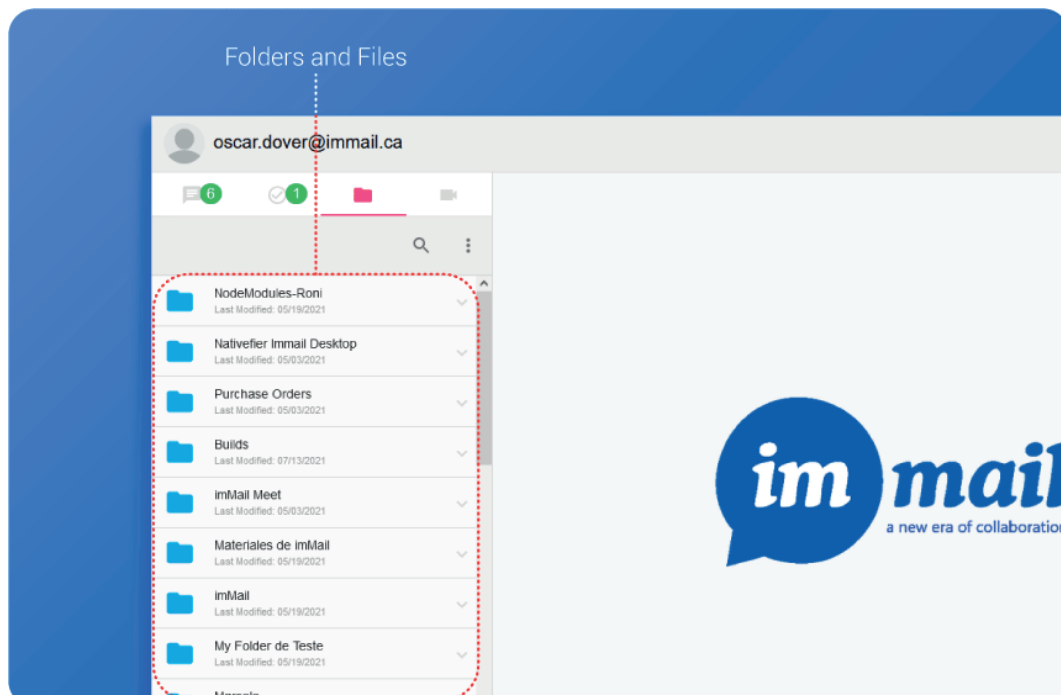 Folders and Files
oscar.dover@immail.ca
6
1
NodeModules-Roni
Last Modified: 05/19/2021
Nativefier Immail Desktop
Last Modified: 05/03/2021
Purchase Orders
Last Modified: 05/03/2021
Builds
Last Modified: 07/13/2021
imMail Meet
Last Modified: 05/03/2021
Materiales de imMail
Last Modified: 05/19/2021
imMail
Last Modified: 05/19/2021
My Folder de Teste
Last Modified: 05/19/2021
im mail
a new era of collaboration